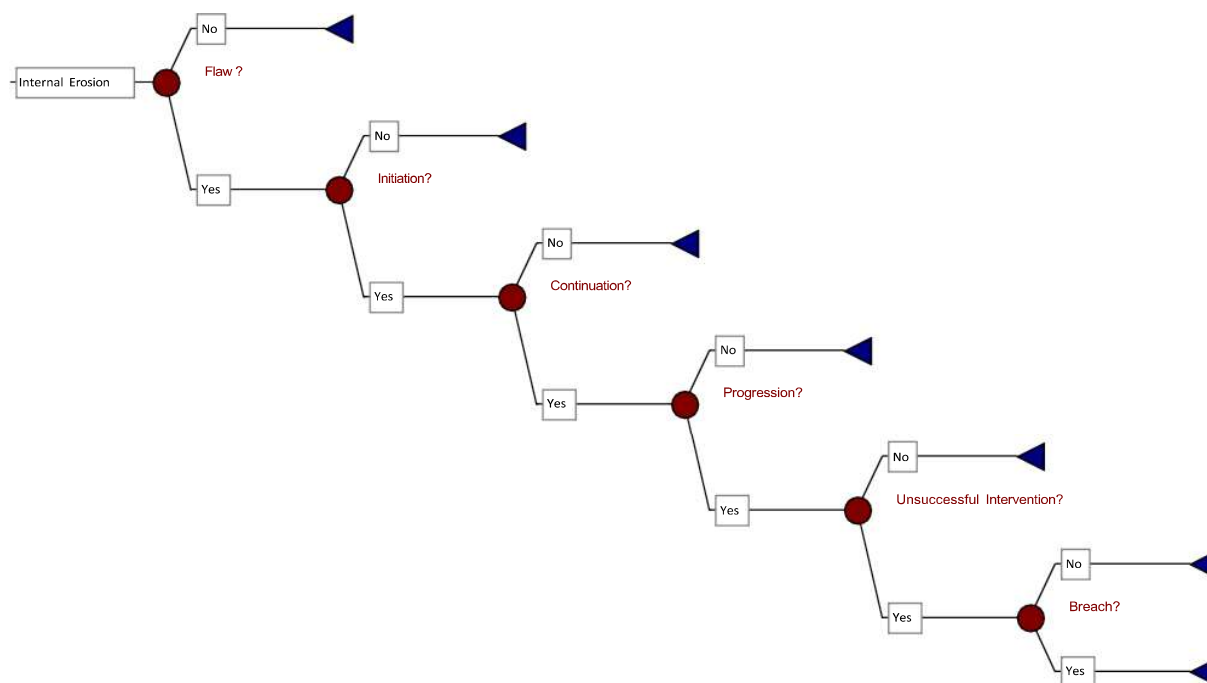 No
Internal Erosion
Flaw ?
No
Initiation?
Yes
No
Continuation?
Yes
No
Progression?
Yes
No
Unsuccessful Intervention?
Yes
No
Breach?
Yes
Yes